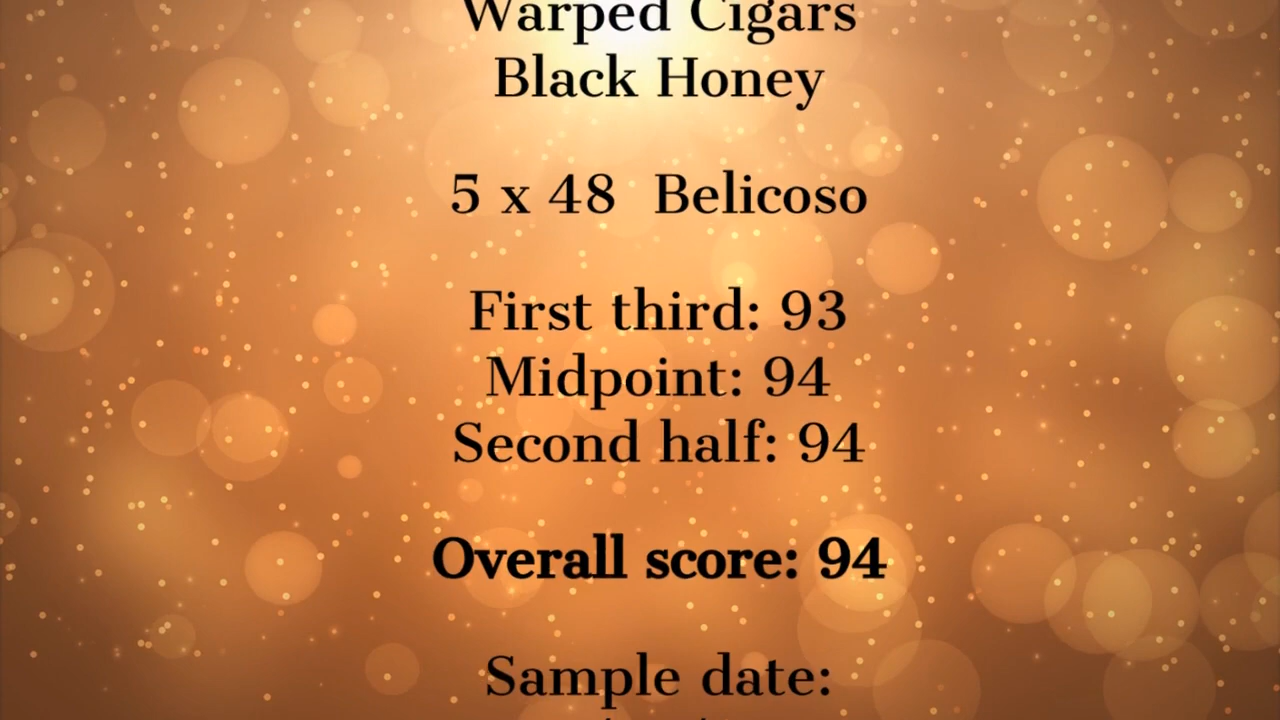 Warped Cigars
Black Honey
5 x 48 Belicoso
First third: 93
Midpoint: 94
Second half: 94
Overall score: 94
Sample date: